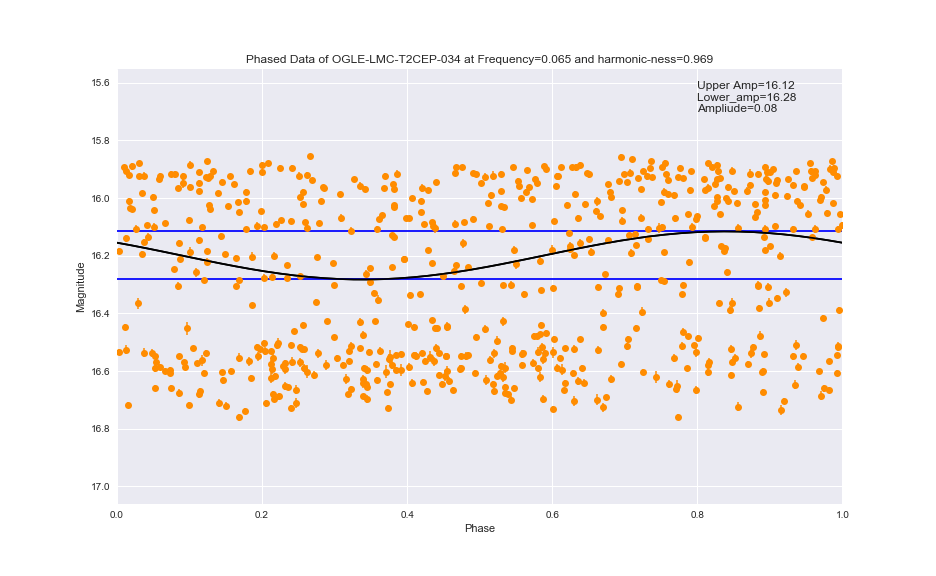 Phased Data of OGLE-LMC-T2CEP-034 at Frequency=0.065 and harmonic-ness=0.969
Upper Amp=16.12
Lower_amp=16.28
Ampliude=0.08
Magnitude
15.6
15.8
16.0
16.2
16.4
16.6
16.8
17.0
0.0
0.2
0.4
0.6
0.8
1.0
Phase